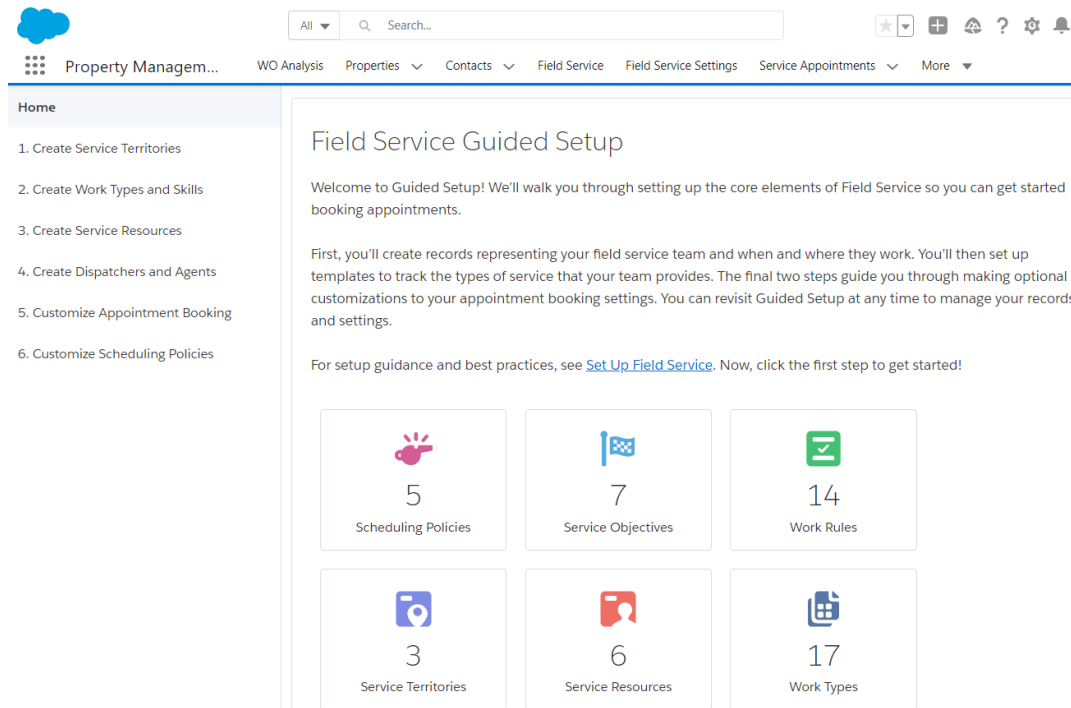 All
Search...
Property Managem...
WO Analysis
Properties
Contacts
Field Service
Field Service Settings
Service Appointments
More
Home
1. Create Service Territories
2. Create Work Types and Skills
3. Create Service Resources
4. Create Dispatchers and Agents
5. Customize Appointment Booking
6. Customize Scheduling Policies
Field Service Guided Setup
Welcome to Guided Setup! We'll walk you through setting up the core elements of Field Service so you can get started
booking appointments.
First, you'll create records representing your field service team and when and where they work. You'll then set up
templates to track the types of service that your team provides. The final two steps guide you through making optional
customizations to your appointment booking settings. You can revisit Guided Setup at any time to manage your records
and settings.
For setup guidance and best practices, see Set Up Field Service. Now, click the first step to get started!
5
Scheduling Policies
7
Service Objectives
14
Work Rules
3
Service Territories
6
Service Resources
17
Work Types